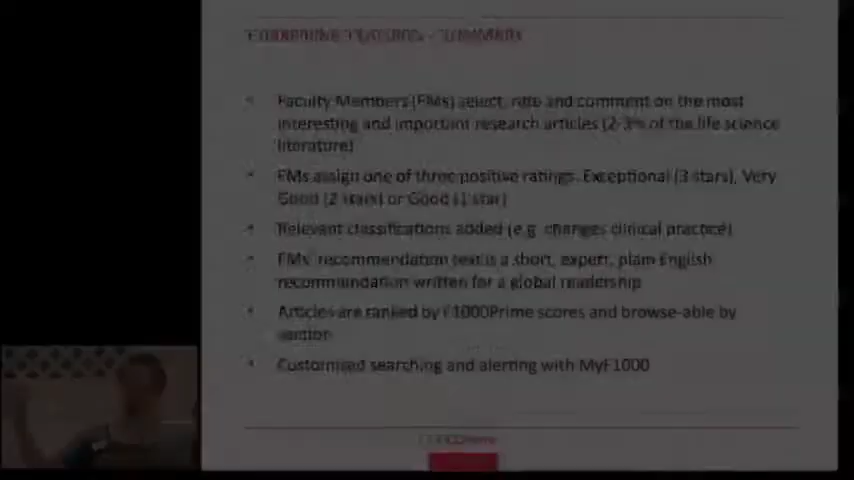 F1000PRIME FEATURES - SUMMARY
• Faculty Members (FMs) select, rate and comment on the most
interesting and important research articles (2-3% of the life science
literature)
• FMs assign one of three positive ratings. Exceptional (3 stars), Very
Good (2 stars) or Good (1 star)
• Relevant classifications added (e.g. changes clinical practice)
• FMs' recommendation text is a short, expert, plain English
recommendation written for a global readership
• Articles are ranked by F1000Prime scores and browse-able by
section
• Customised searching and alerting with MyF1000